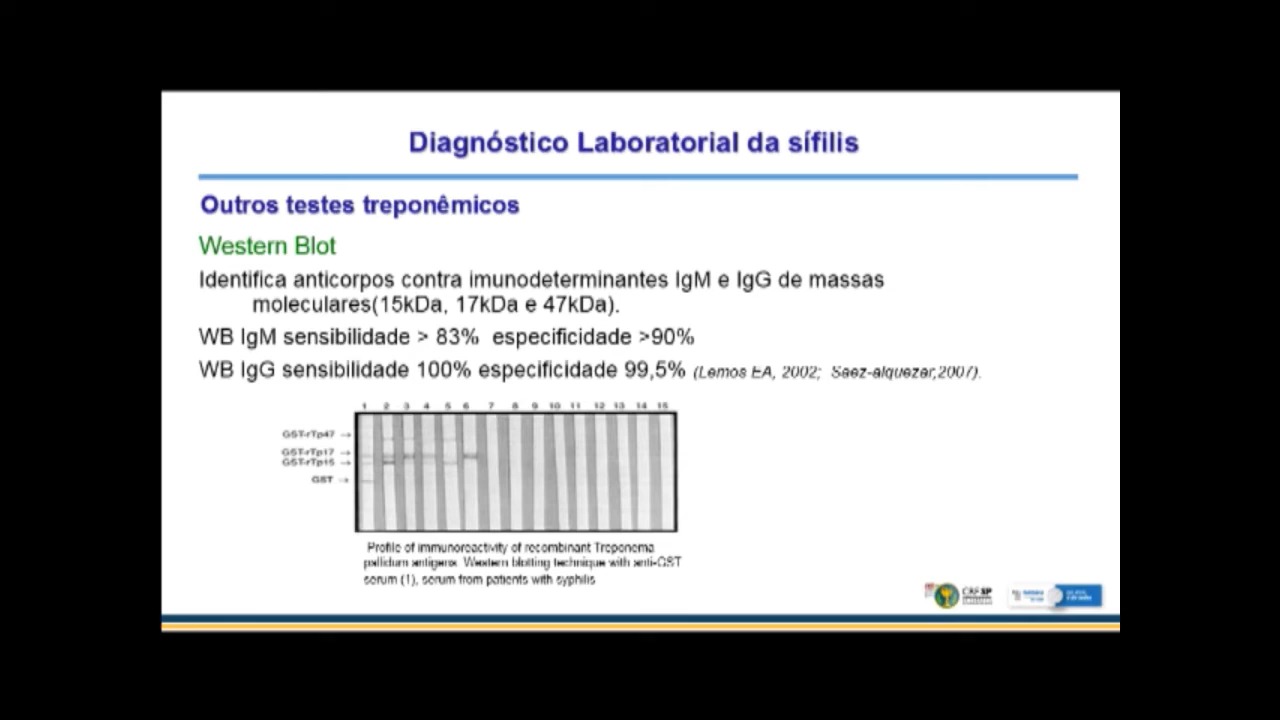 Diagnóstico Laboratorial da sífilis
Outros testes treponêmicos
Western Blot
Identifica anticorpos contra imunodeterminantes IgM e IgG de massas
moleculares(15kDa, 17kDa e 47kDa).
WB IgM sensibilidade > 83% especificidade >90%
WB IgG sensibilidade 100% especificidade 99,5% (Lemos EA, 2002; Saez-alquezar,2007).
1 2 3 4 5 6 7 8 9 10 11 12 13 14 15
GST-rTp47 →
GST-rTp17 →
GST-rTp15 →
GST →
Profile of immunoreactivity of recombinant Treponema
pallidum antigens. Western blotting technique with anti-GST
serum (1), serum from patients with syphilis
CRF SP